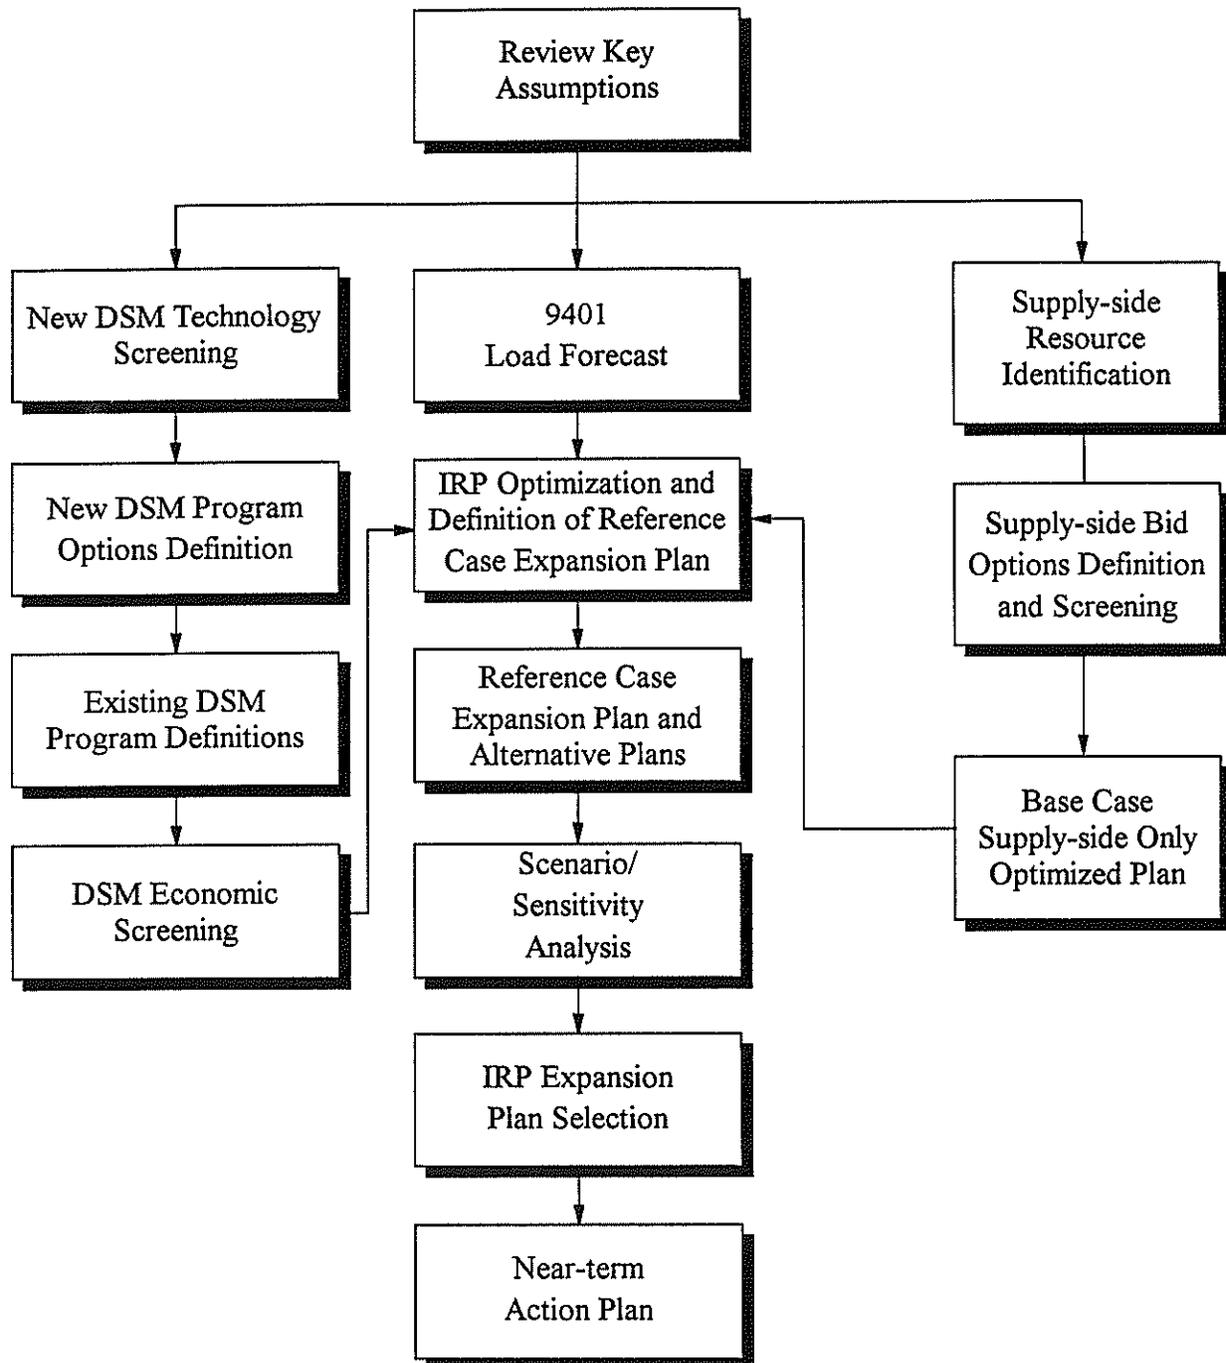 Review Key
Assumptions
New DSM Technology
Screening
9401
Load Forecast
Supply-side
Resource
Identification
New DSM Program
Options Definition
IRP Optimization and
Definition of Reference
Case Expansion Plan
Supply-side Bid
Options Definition
and Screening
Existing DSM
Program Definitions
Reference Case
Expansion Plan and
Alternative Plans
Base Case
Supply-side Only
Optimized Plan
DSM Economic
Screening
Scenario/
Sensitivity
Analysis
IRP Expansion
Plan Selection
Near-term
Action Plan